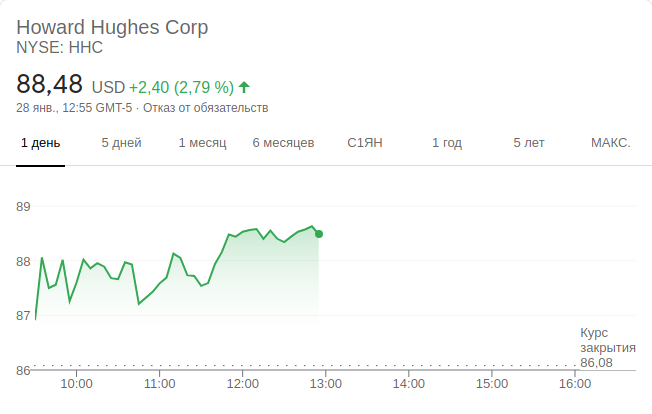 Howard Hughes Corp
NYSE: HHC
88,48 USD +2,40 (2,79 %)
28 янв., 12:55 GMT-5 · Отказ от обязательств
1 день 5 дней 1 месяц 6 месяцев С1ЯН 1 год 5 лет МАКС.
89
88
87
Курс
закрытия
86,08
86
10:00 11:00 12:00 13:00 14:00 15:00 16:00